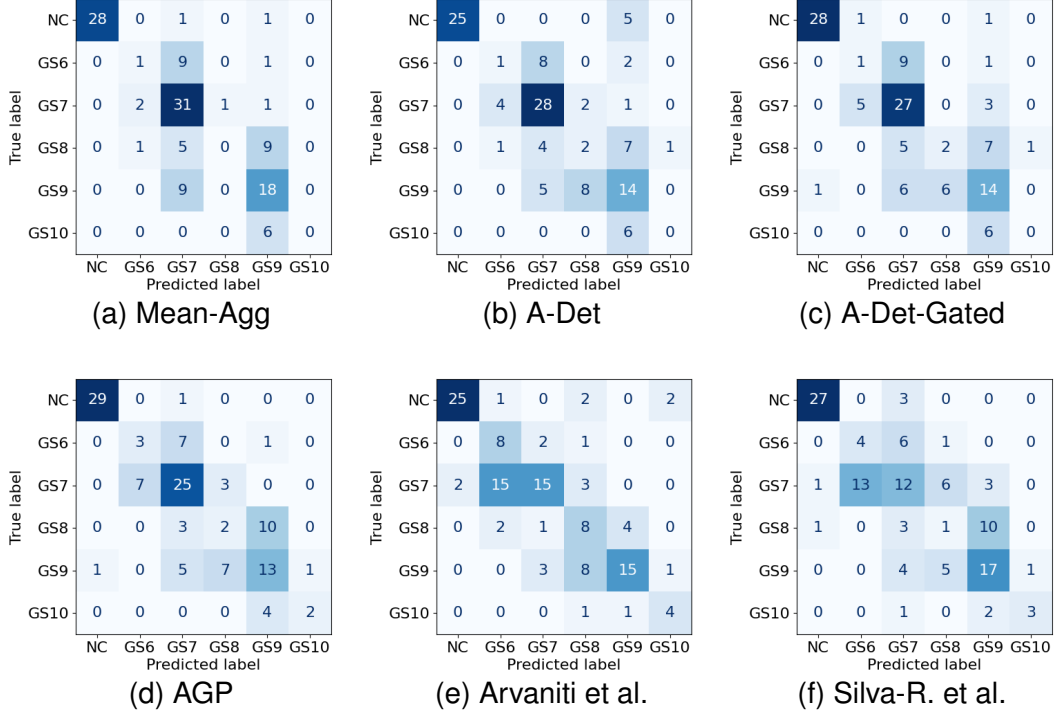 NC 28 0 1 0 1 0
GS6 0 1 9 0 1 0
GS7 0 2 31 1 1 0
GS8 0 1 5 0 9 0
GS9 0 0 9 0 18 0
GS10 0 0 0 0 6 0
NC GS6 GS7 GS8 GS9 GS10
True label
Predicted label
(a) Mean-Agg
25 0 0 0 5 0
0 1 8 0 2 0
0 4 28 2 1 0
0 1 4 2 7 1
0 0 5 8 14 0
0 0 0 0 6 0
NC GS6 GS7 GS8 GS9 GS10
Predicted label
(b) A-Det
28 1 0 0 1 0
0 1 9 0 1 0
0 5 27 0 3 0
0 0 5 2 7 1
1 0 6 6 14 0
0 0 0 0 6 0
NC GS6 GS7 GS8 GS9 GS10
Predicted label
(c) A-Det-Gated
NC 29 0 1 0 0 0
GS6 0 3 7 0 1 0
GS7 0 7 25 3 0 0
GS8 0 0 3 2 10 0
GS9 1 0 5 7 13 1
GS10 0 0 0 0 4 2
NC GS6 GS7 GS8 GS9 GS10
True label
Predicted label
(d) AGP
NC 25 1 0 2 0 2
GS6 0 8 2 1 0 0
GS7 2 15 15 3 0 0
GS8 0 2 1 8 4 0
GS9 0 0 3 8 15 1
GS10 0 0 0 1 1 4
NC GS6 GS7 GS8 GS9 GS10
True label
Predicted label
(e) Arvaniti et al.
NC 27 0 3 0 0 0
GS6 0 4 6 1 0 0
GS7 1 13 12 6 3 0
GS8 1 0 3 1 10 0
GS9 0 0 4 5 17 1
GS10 0 0 1 0 2 3
NC GS6 GS7 GS8 GS9 GS10
True label
Predicted label
(f) Silva-R. et al.